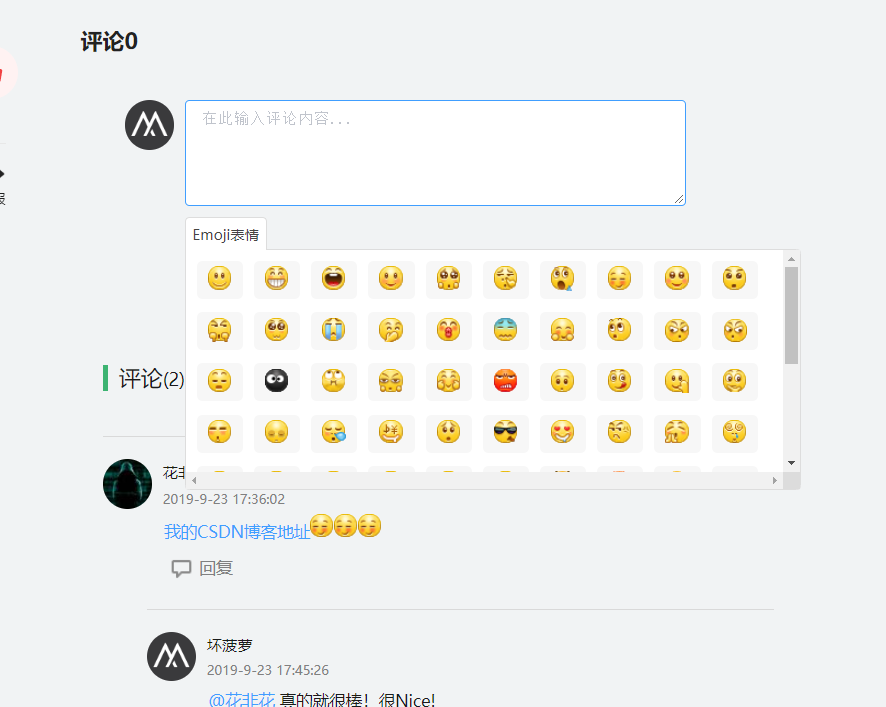 评论0
在此输入评论内容...
报
Emoji表情
评论(2)
花非
2019-9-23 17:36:02
我的CSDN博客地址
回复
坏菠萝
2019-9-23 17:45:26
@花非花 真的就很棒！很Nice!